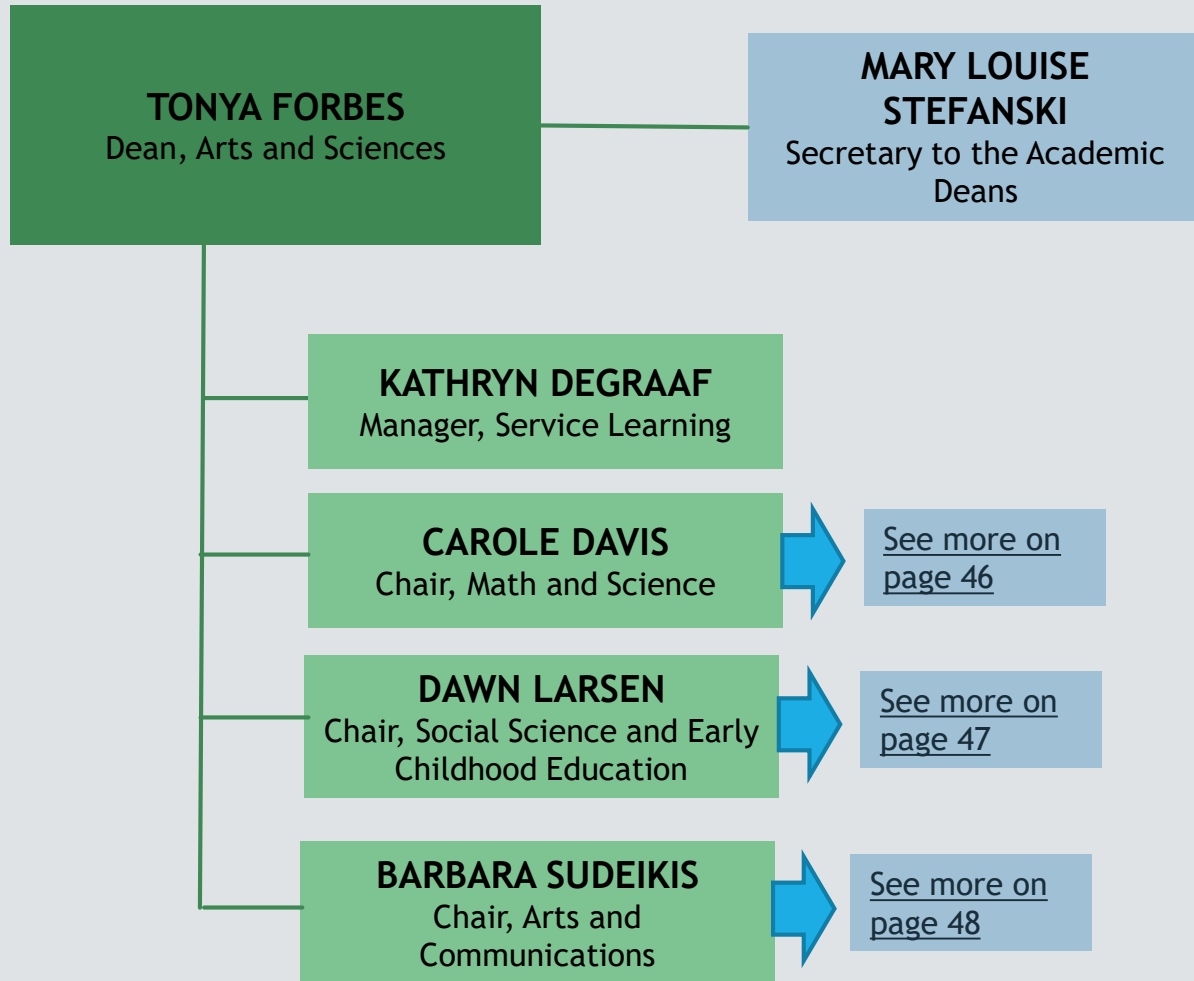 TONYA FORBES
Dean, Arts and Sciences
MARY LOUISE
STEFANSKI
Secretary to the Academic
Deans
KATHRYN DEGRAAF
Manager, Service Learning
CAROLE DAVIS
Chair, Math and Science
See more on
page 46
DAWN LARSEN
Chair, Social Science and Early
Childhood Education
See more on
page 47
BARBARA SUDEIKIS
Chair, Arts and
Communications
See more on
page 48